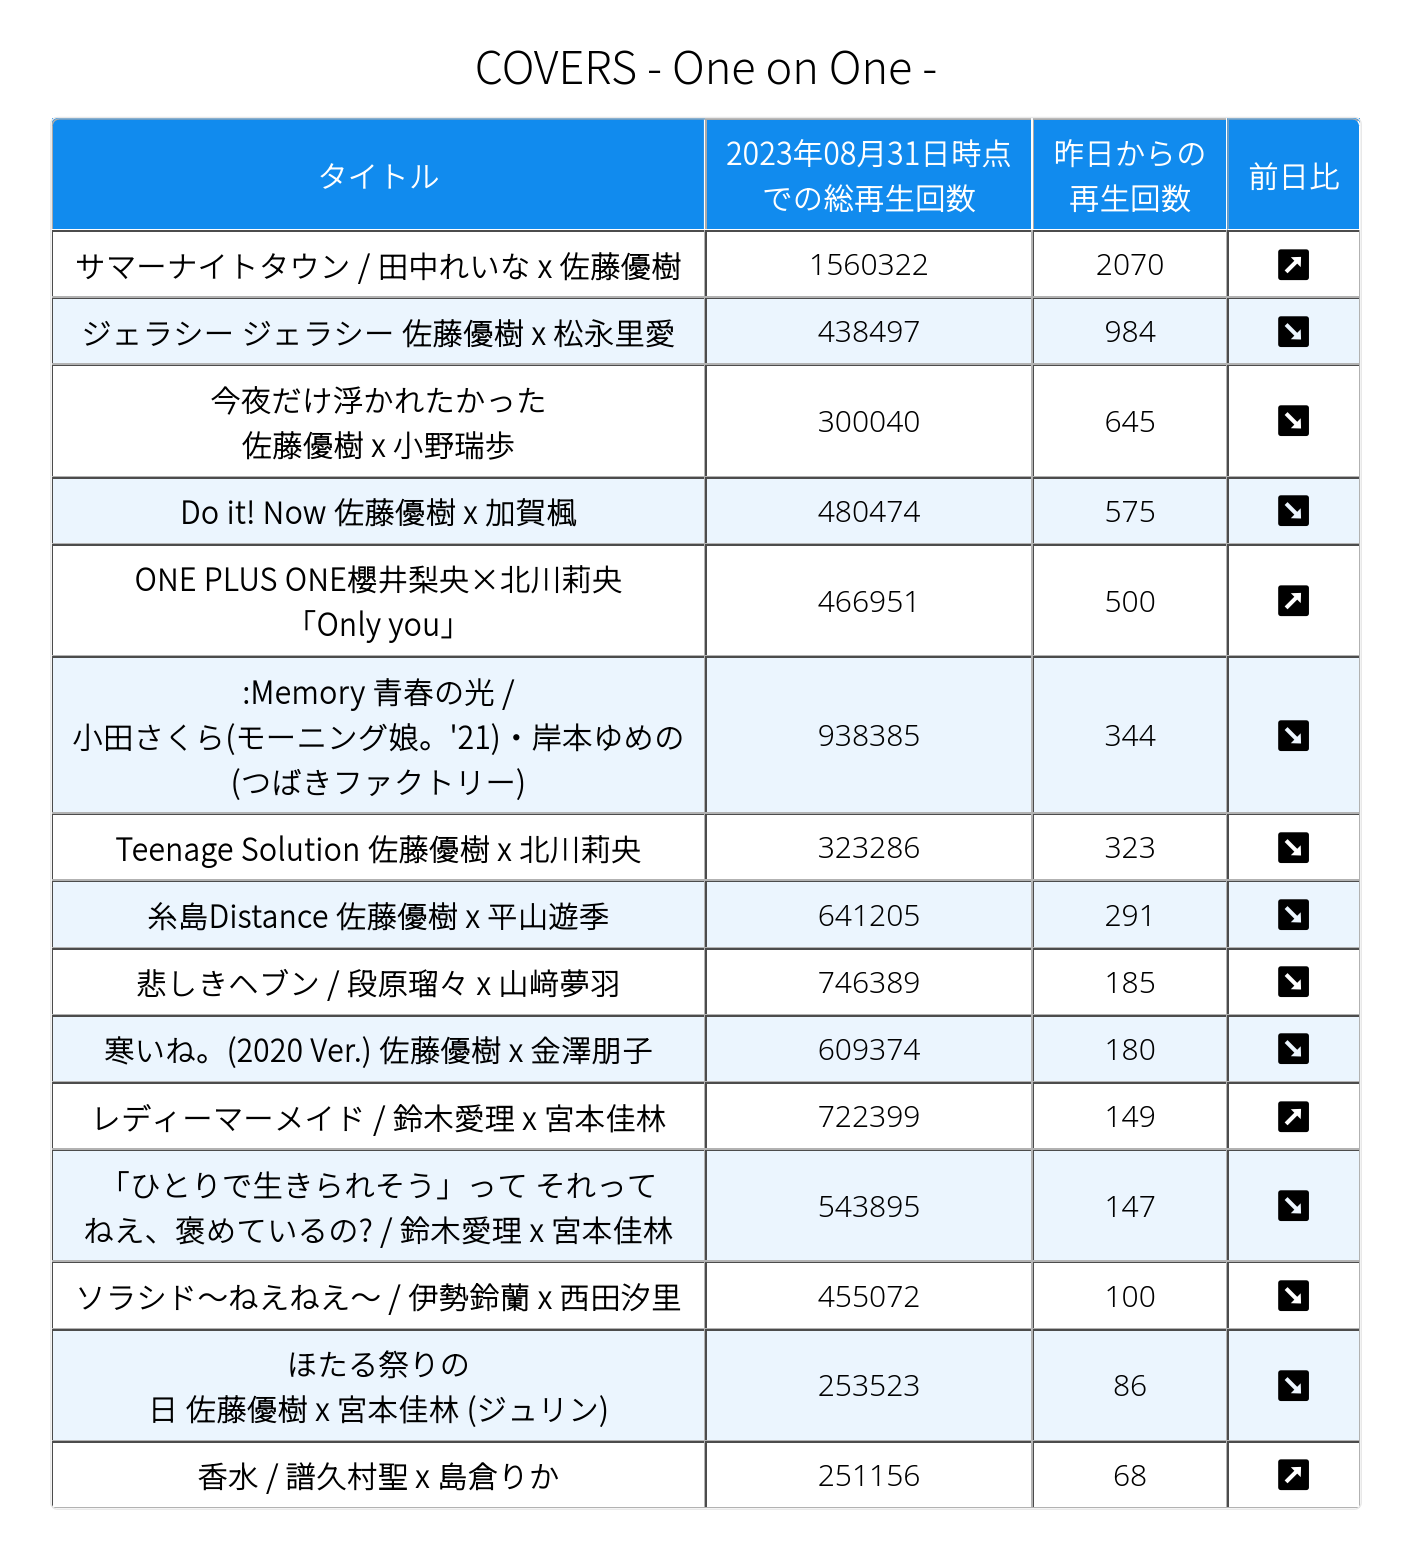 COVERS - One on One -
タイトル
2023年08月31日時点
での総再生回数
昨日からの
再生回数
前日比
サマーナイトタウン / 田中れいな x 佐藤優樹
1560322
2070
ジェラシー ジェラシー 佐藤優樹 x 松永里愛
438497
984
今夜だけ浮かれたかった
佐藤優樹 x 小野瑞歩
300040
645
Do it! Now 佐藤優樹 x 加賀楓
480474
575
ONE PLUS ONE櫻井梨央×北川莉央
「Only you」
466951
500
:Memory 青春の光 /
小田さくら(モーニング娘。'21)・岸本ゆめの
(つばきファクトリー)
938385
344
Teenage Solution 佐藤優樹 x 北川莉央
323286
323
糸島Distance 佐藤優樹 x 平山遊季
641205
291
悲しきヘブン / 段原瑠々 x 山﨑夢羽
746389
185
寒いね。(2020 Ver.) 佐藤優樹 x 金澤朋子
609374
180
レディーマーメイド / 鈴木愛理 x 宮本佳林
722399
149
「ひとりで生きられそう」って それって
ねえ、褒めているの? / 鈴木愛理 x 宮本佳林
543895
147
ソラシド〜ねえねえ〜 / 伊勢鈴蘭 x 西田汐里
455072
100
ほたる祭りの
日 佐藤優樹 x 宮本佳林 (ジュリン)
253523
86
香水 / 譜久村聖 x 島倉りか
251156
68